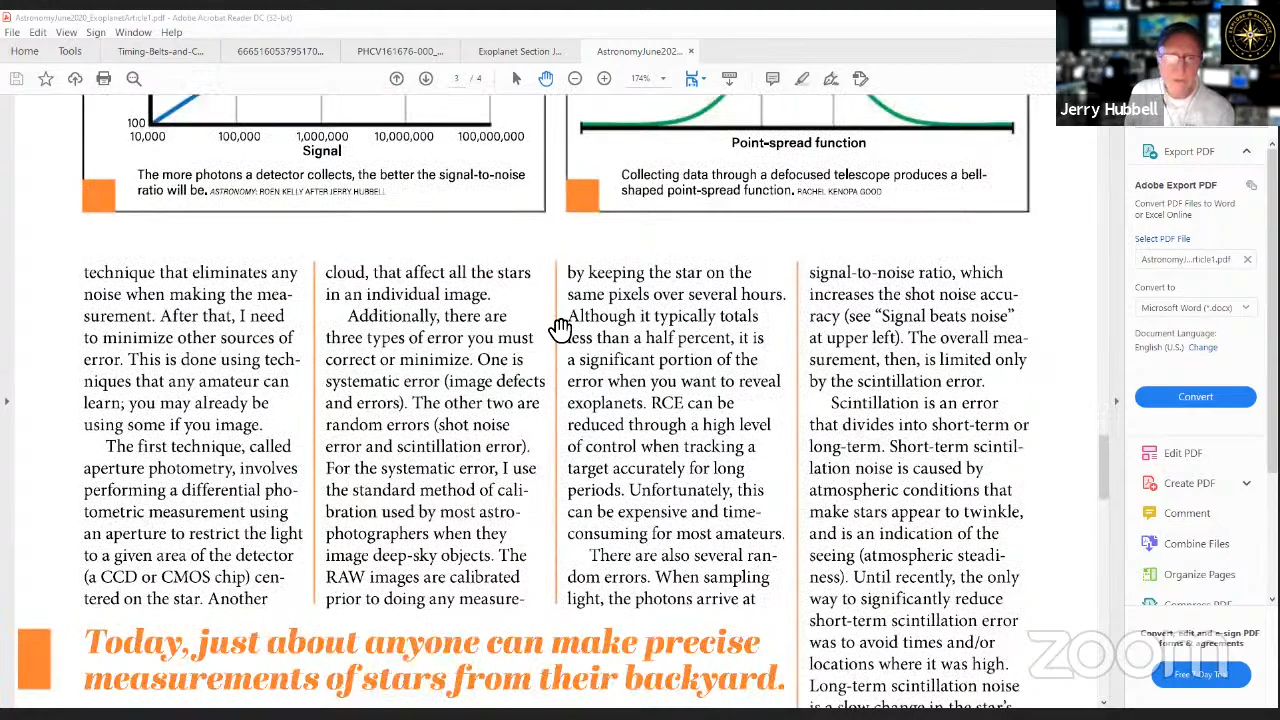 AstronomyJune2020_ExoplanetArticle1.pdf - Adobe Acrobat Reader DC (32-bit)
File Edit View Sign Window Help
Home Tools Timing-Belts-and-C... 666516053795170... PHCV161676-000_... Exoplanet Section J... AstronomyJune202... ×
3 / 4 174%
100
10,000 100,000 1,000,000 10,000,000 100,000,000
Signal
The more photons a detector collects, the better the signal-to-noise
ratio will be. ASTRONOMY: ROEN KELLY AFTER JERRY HUBBELL
Point-spread function
Collecting data through a defocused telescope produces a bell-
shaped point-spread function. RACHEL KENOPA GOOD
technique that eliminates any
noise when making the mea-
surement. After that, I need
to minimize other sources of
error. This is done using tech-
niques that any amateur can
learn; you may already be
using some if you image.
The first technique, called
aperture photometry, involves
performing a differential pho-
tometric measurement using
an aperture to restrict the light
to a given area of the detector
(a CCD or CMOS chip) cen-
tered on the star. Another
cloud, that affect all the stars
in an individual image.
Additionally, there are
three types of error you must
correct or minimize. One is
systematic error (image defects
and errors). The other two are
random errors (shot noise
error and scintillation error).
For the systematic error, I use
the standard method of cali-
bration used by most astro-
photographers when they
image deep-sky objects. The
RAW images are calibrated
prior to doing any measure-
by keeping the star on the
same pixels over several hours.
Although it typically totals
less than a half percent, it is
a significant portion of the
error when you want to reveal
exoplanets. RCE can be
reduced through a high level
of control when tracking a
target accurately for long
periods. Unfortunately, this
can be expensive and time-
consuming for most amateurs.
There are also several ran-
dom errors. When sampling
light, the photons arrive at
signal-to-noise ratio, which
increases the shot noise accu-
racy (see “Signal beats noise”
at upper left). The overall mea-
surement, then, is limited only
by the scintillation error.
Scintillation is an error
that divides into short-term or
long-term. Short-term scintil-
lation noise is caused by
atmospheric conditions that
make stars appear to twinkle,
and is an indication of the
seeing (atmospheric steadi-
ness). Until recently, the only
way to significantly reduce
short-term scintillation error
was to avoid times and/or
locations where it was high.
Long-term scintillation noise
is a slow change in the star's
Today, just about anyone can make precise
measurements of stars from their backyard.
Jerry Hubbell
EXPLORE ALLIANCE
Export PDF
Adobe Export PDF
Convert PDF Files to Word
or Excel Online
Select PDF File
AstronomyJ...rticle1.pdf ×
Convert to
Microsoft Word (*.docx)
Document Language:
English (U.S.) Change
Convert
Edit PDF
Create PDF
Comment
Combine Files
Organize Pages
Compress PDF
Convert, edit and e-sign PDF
forms & agreements
Free 7-Day Trial
zoom